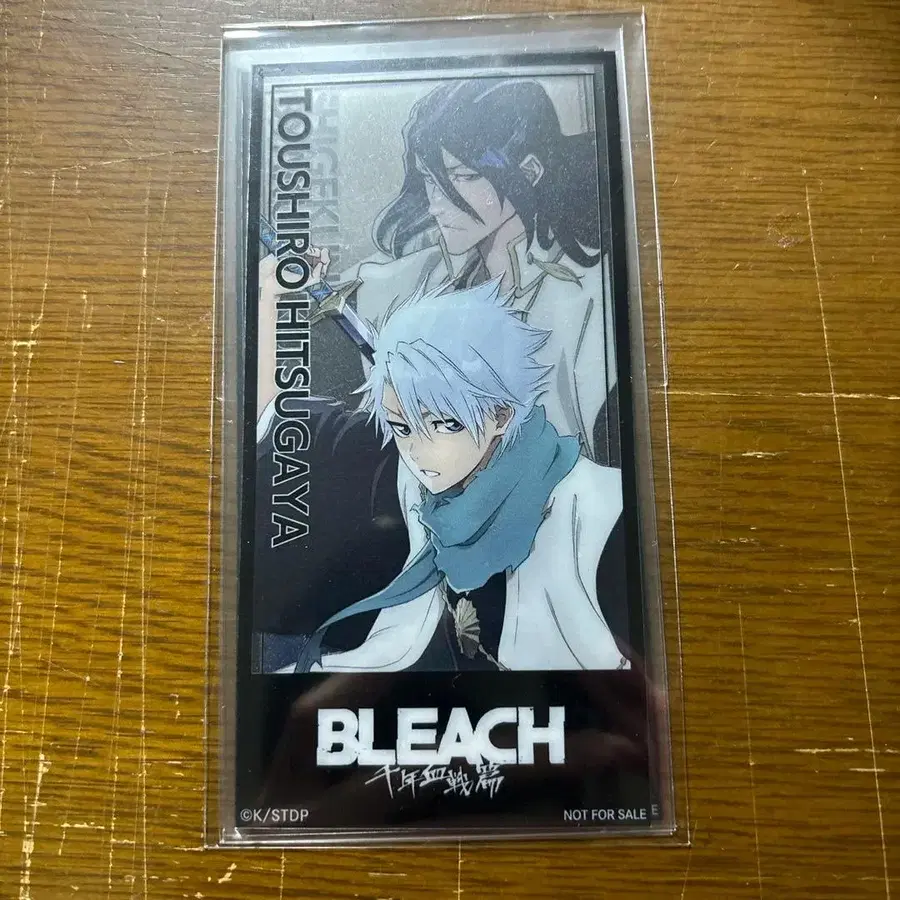 TOUSHIRO HITSUGAYA
BLEACH
千年血戦篇
©K/STDP
NOT FOR SALE
E